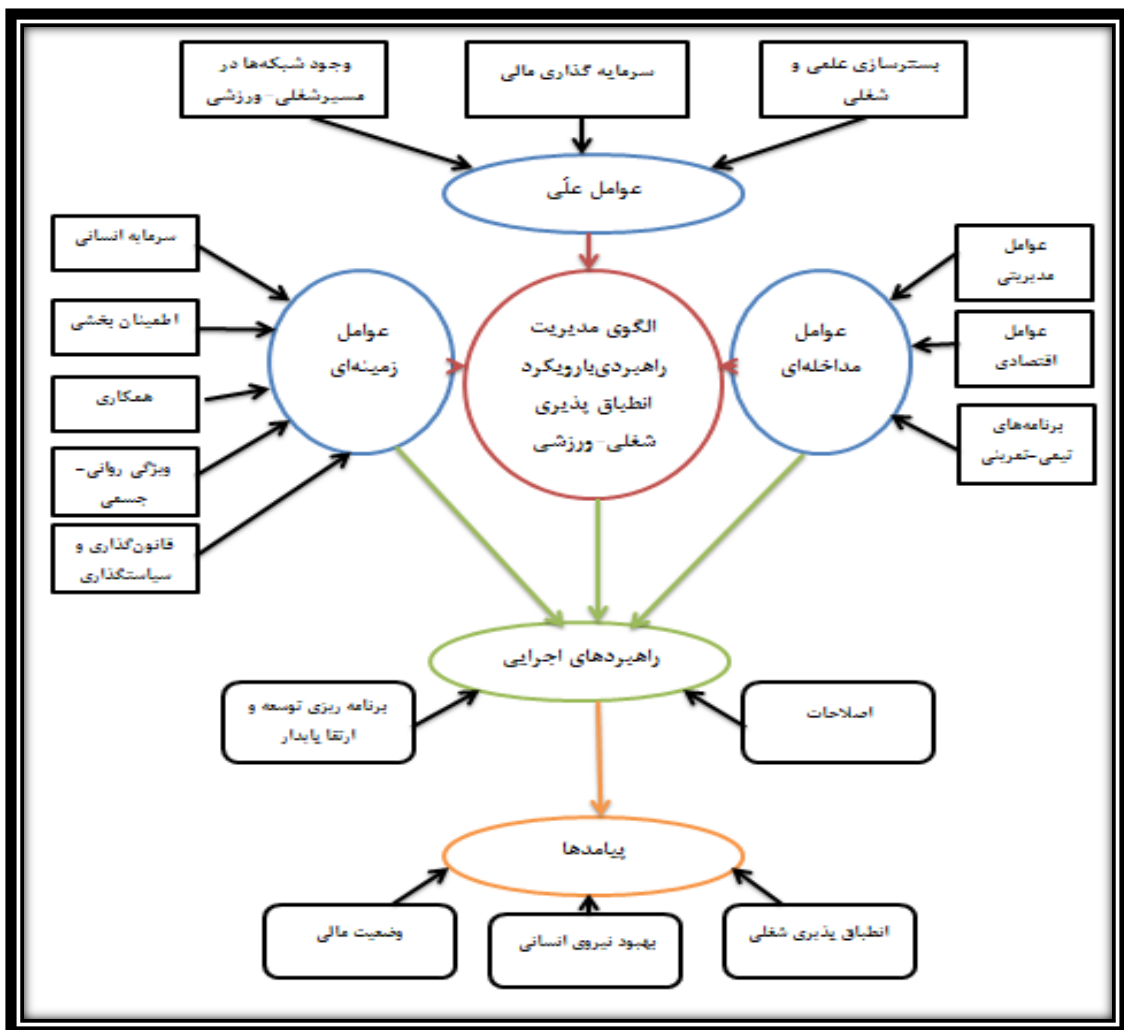 وجود شبکه‌ها در
مسیرشغلی-ورزشی
سرمایه گذاری مالی
بسترسازی علمی و
شغلی
عوامل علّی
سرمایه انسانی
اطمینان بخشی
همکاری
ویژگی روانی-
جسمی
قانون‌گذاری و
سیاستگذاری
عوامل
زمینه‌ای
الگوی مدیریت
راهبردی‌بارویکرد
انطباق پذیری
شغلی-ورزشی
عوامل
مداخله‌ای
عوامل
مدیریتی
عوامل
اقتصادی
برنامه‌های
تیمی-تمرینی
راهبردهای اجرایی
برنامه ریزی توسعه و
ارتقا پایدار
اصلاحات
پیامدها
وضعیت مالی
بهبود نیروی انسانی
انطباق پذیری شغلی